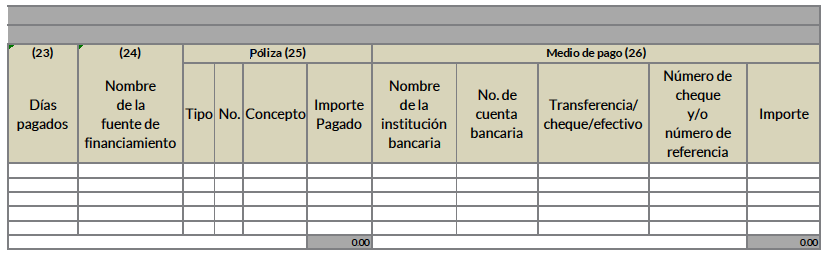 (23) (24) Póliza (25) Medio de pago (26)
Días
pagados
Nombre
de la
fuente de
financiamiento
Tipo
No.
Concepto
Importe
Pagado
Nombre
de la
institución
bancaria
No. de
cuenta
bancaria
Transferencia/
cheque/efectivo
Número de
cheque
y/o
número de
referencia
Importe
0.00 0.00